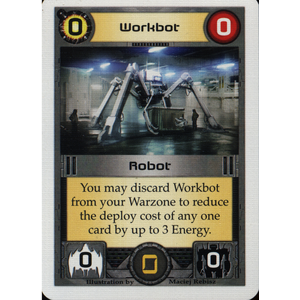 0 Workbot 0
Robot
You may discard Workbot
from your Warzone to reduce
the deploy cost of any one
card by up to 3 Energy.
0 0
Illustration by Maciej Rebisz